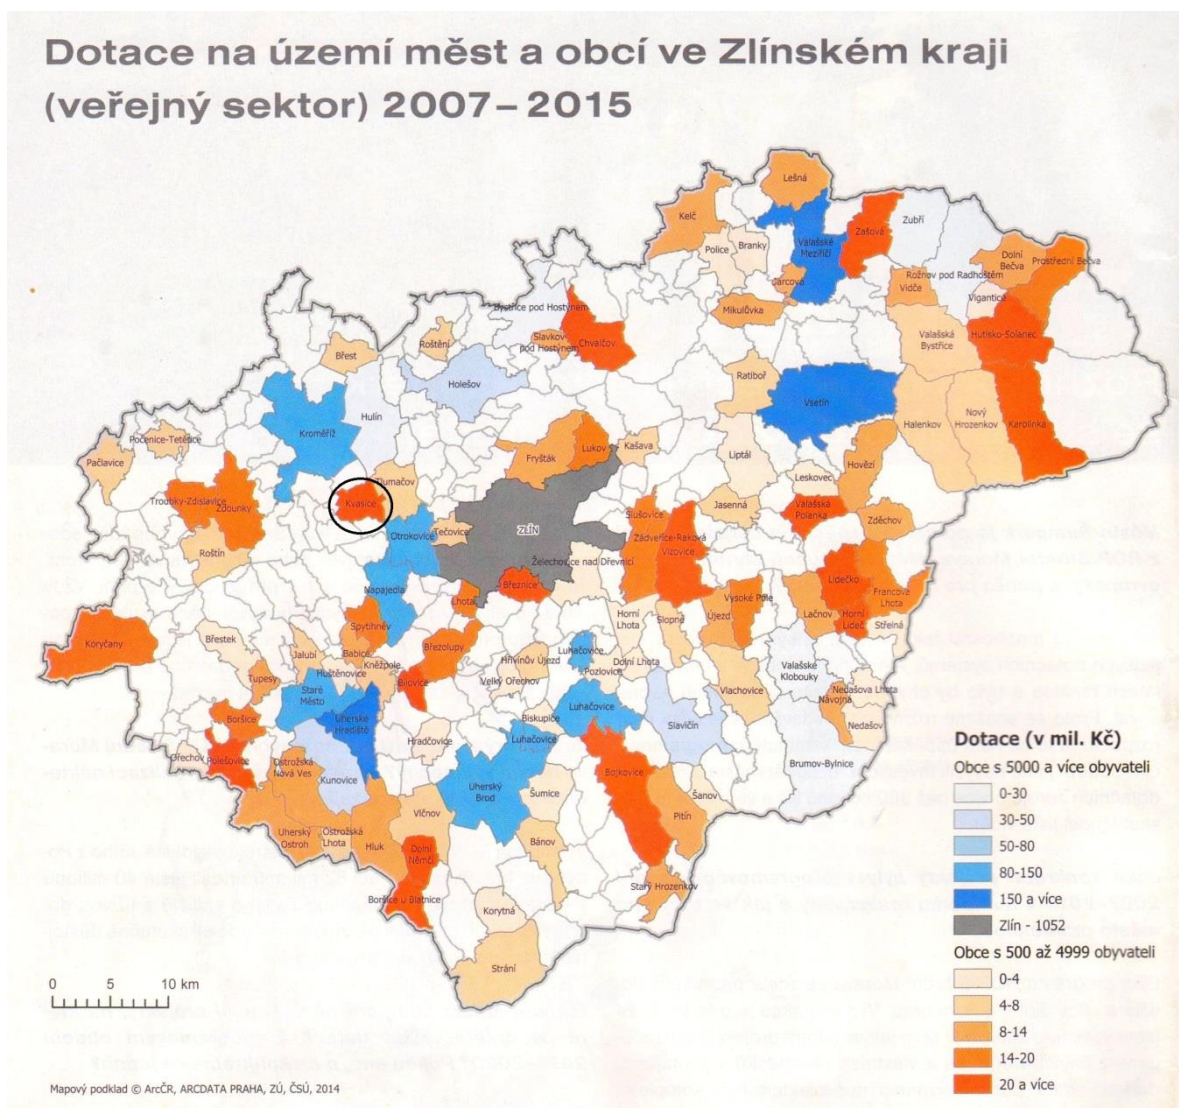 Dotace na území měst a obcí ve Zlínském kraji
(veřejný sektor) 2007–2015
Lešná
Kelč
Zubří
Zašová
Police
Branky
Valašské
Meziříčí
Dolní
Bečva
Prostřední Bečva
Rožnov pod Radhoštěm
Jarcová
Vidče
Vigantice
Bystřice pod Hostýnem
Mikulůvka
Valašská
Bystřice
Hutisko-Solanec
Roštění
Slavkov
pod Hostýnem
Chvalčov
Břest
Holešov
Ratiboř
Vsetín
Hulín
Kroměříž
Halenkov
Nový
Hrozenkov
Karolinka
Počenice-Tetětice
Pačlavice
Fryšták
Lukov
Kašava
Liptál
Hovězí
Leskovec
Tlumačov
Troubky-Zdislavice
Zdounky
Kvasice
Jasenná
Valašská
Polanka
Slušovice
Zděchov
Otrokovice
Tečovice
ZLÍN
Zádveřice-Raková
Vizovice
Roštín
Želechovice nad Dřevnicí
Březnice
Lidečko
Francova
Lhota
Napajedla
Lhota
Vysoké Pole
Újezd
Lačnov
Horní
Lideč
Střelná
Horní
Lhota
Slopné
Spytihněv
Koryčany
Břestek
Březolupy
Jalubí
Babice
Kněžpole
Huštěnovice
Luhačovice
Hřivínův Újezd
Dolní Lhota
Pozlovice
Valašské
Klobouky
Tupesy
Bílovice
Velký Ořechov
Nedašova Lhota
Návojná
Nedašov
Staré
Město
Vlachovice
Boršice
Uherské
Hradiště
Luhačovice
Biskupice
Slavičín
Hradčovice
Luhačovice
Ořechov
Polešovice
Ostrožská
Nová Ves
Kunovice
Bojkovice
Brumov-Bylnice
Uherský
Brod
Šumice
Šanov
Vlčnov
Pitín
Uherský
Ostroh
Ostrožská
Lhota
Hluk
Dolní
Němčí
Bánov
Starý Hrozenkov
Boršice u Blatnice
Korytná
Strání
Dotace (v mil. Kč)
Obce s 5000 a více obyvateli
0-30
30-50
50-80
80-150
150 a více
Zlín - 1052
Obce s 500 až 4999 obyvateli
0-4
4-8
8-14
14-20
20 a více
0 5 10 km
Mapový podklad © ArcČR, ARCDATA PRAHA, ZÚ, ČSÚ, 2014